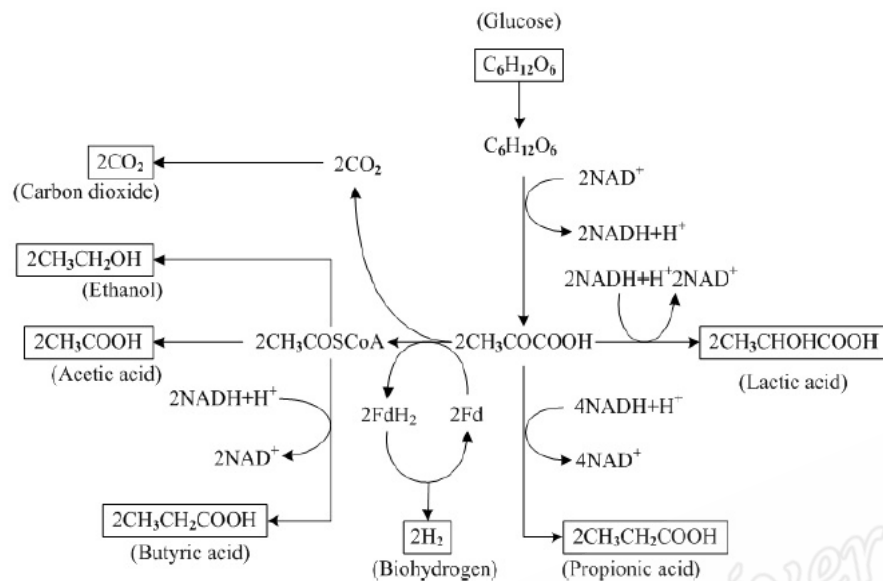 (Glucose)
C₆H₁₂O₆
C₆H₁₂O₆
2NAD⁺
2NADH+H⁺
2CO₂
2CO₂
(Carbon dioxide)
2CH₃CH₂OH
(Ethanol)
2NADH+H⁺2NAD⁺
2CH₃COOH
(Acetic acid)
2CH₃COSCoA
2CH₃COCOOH
2CH₃CHOHCOOH
(Lactic acid)
2NADH+H⁺
2NAD⁺
2FdH₂
2Fd
4NADH+H⁺
4NAD⁺
2CH₃CH₂COOH
(Butyric acid)
2H₂
(Biohydrogen)
2CH₃CH₂COOH
(Propionic acid)